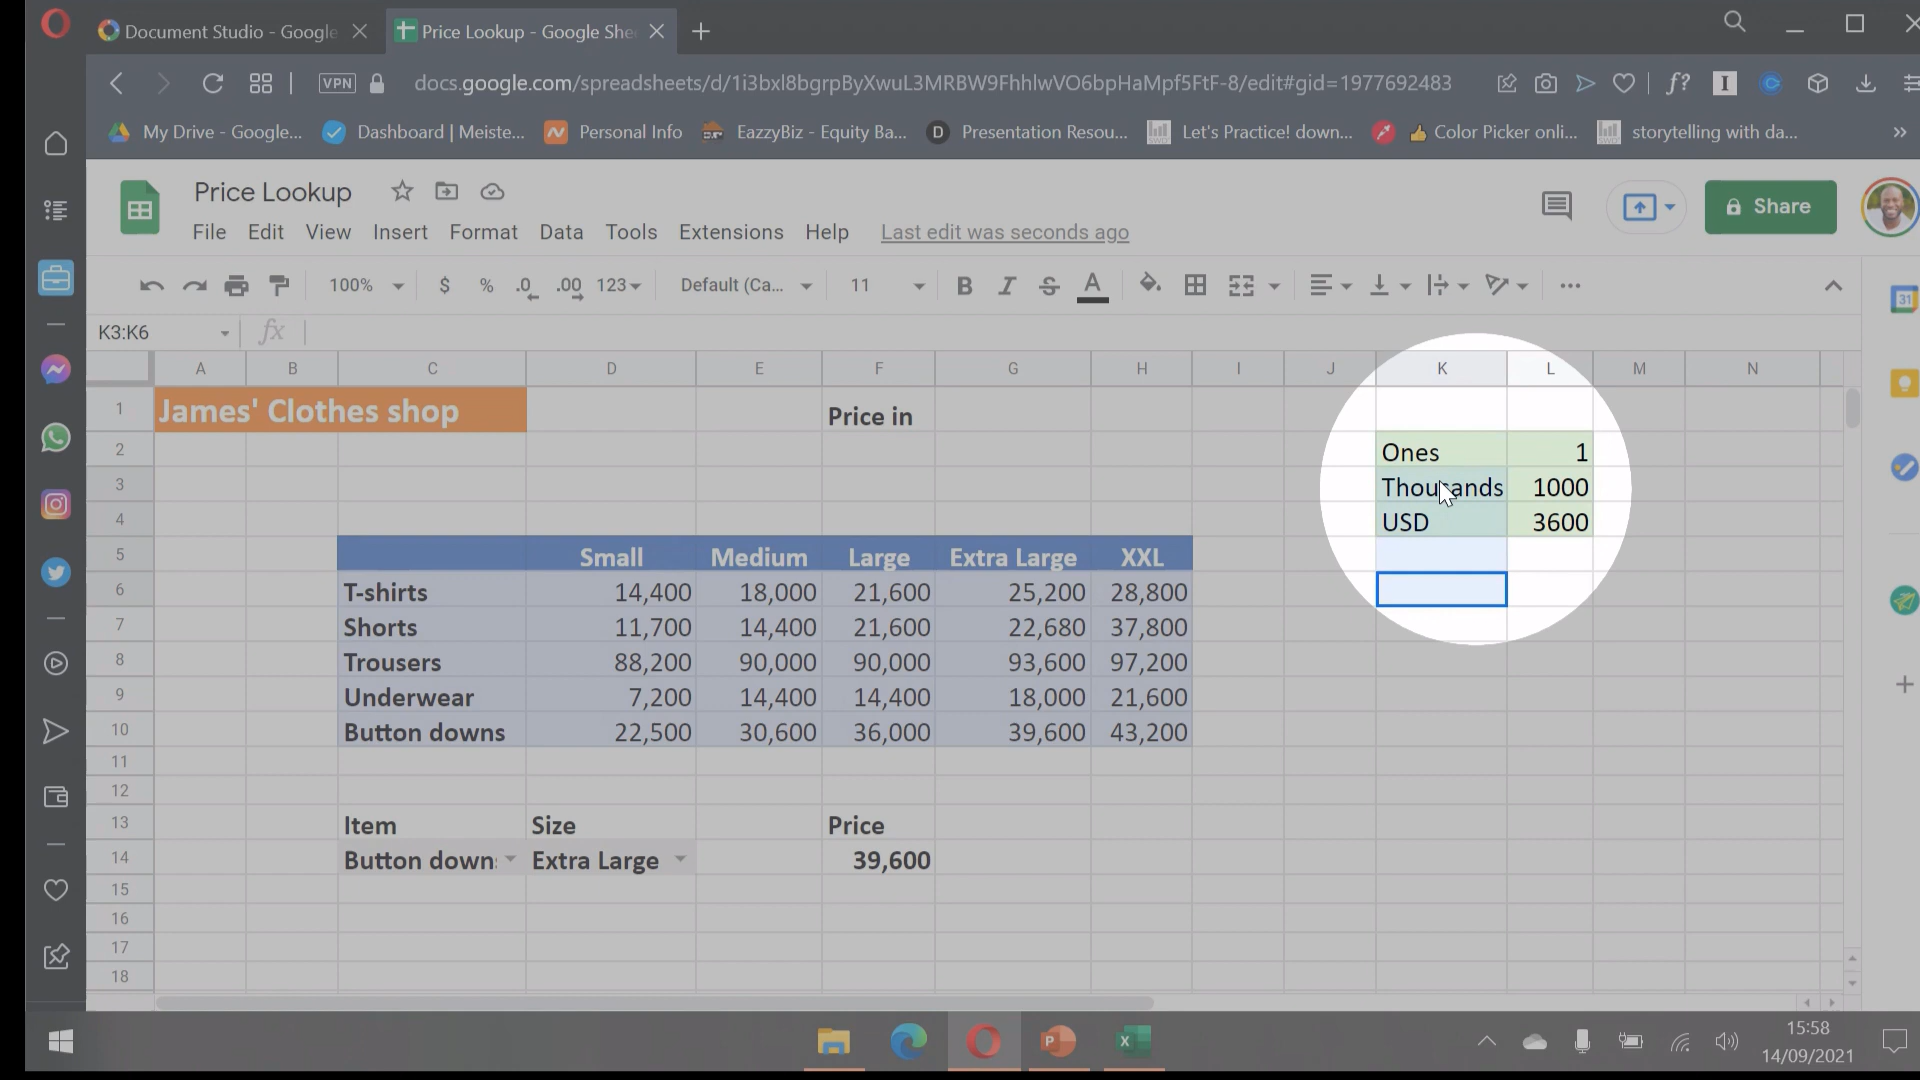 Document Studio - Google
Price Lookup - Google She
VPN
docs.google.com/spreadsheets/d/1i3bxl8bgrpByXwuL3MRBW9FhhlwVO6bpHaMpf5FtF-8/edit#gid=1977692483
f?
I
My Drive - Google...
Dashboard | Meiste...
Personal Info
EazzyBiz - Equity Ba...
D
Presentation Resou...
Let's Practice! down...
Color Picker onli...
storytelling with da...
»
Price Lookup
Share
File Edit View Insert Format Data Tools Extensions Help Last edit was seconds ago
100% $ % .0 .00 123 Default (Ca... 11 B I S A
31
K3:K6 fx
A B C D E F G H I J K L M N
1 James' Clothes shop Price in
2 Ones 1
3 Thousands 1000
4 USD 3600
5 Small Medium Large Extra Large XXL
6 T-shirts 14,400 18,000 21,600 25,200 28,800
7 Shorts 11,700 14,400 21,600 22,680 37,800
8 Trousers 88,200 90,000 90,000 93,600 97,200
9 Underwear 7,200 14,400 14,400 18,000 21,600
10 Button downs 22,500 30,600 36,000 39,600 43,200
11
12
13 Item Size Price
14 Button down Extra Large 39,600
15
16
17
18
P
X
15:58
14/09/2021